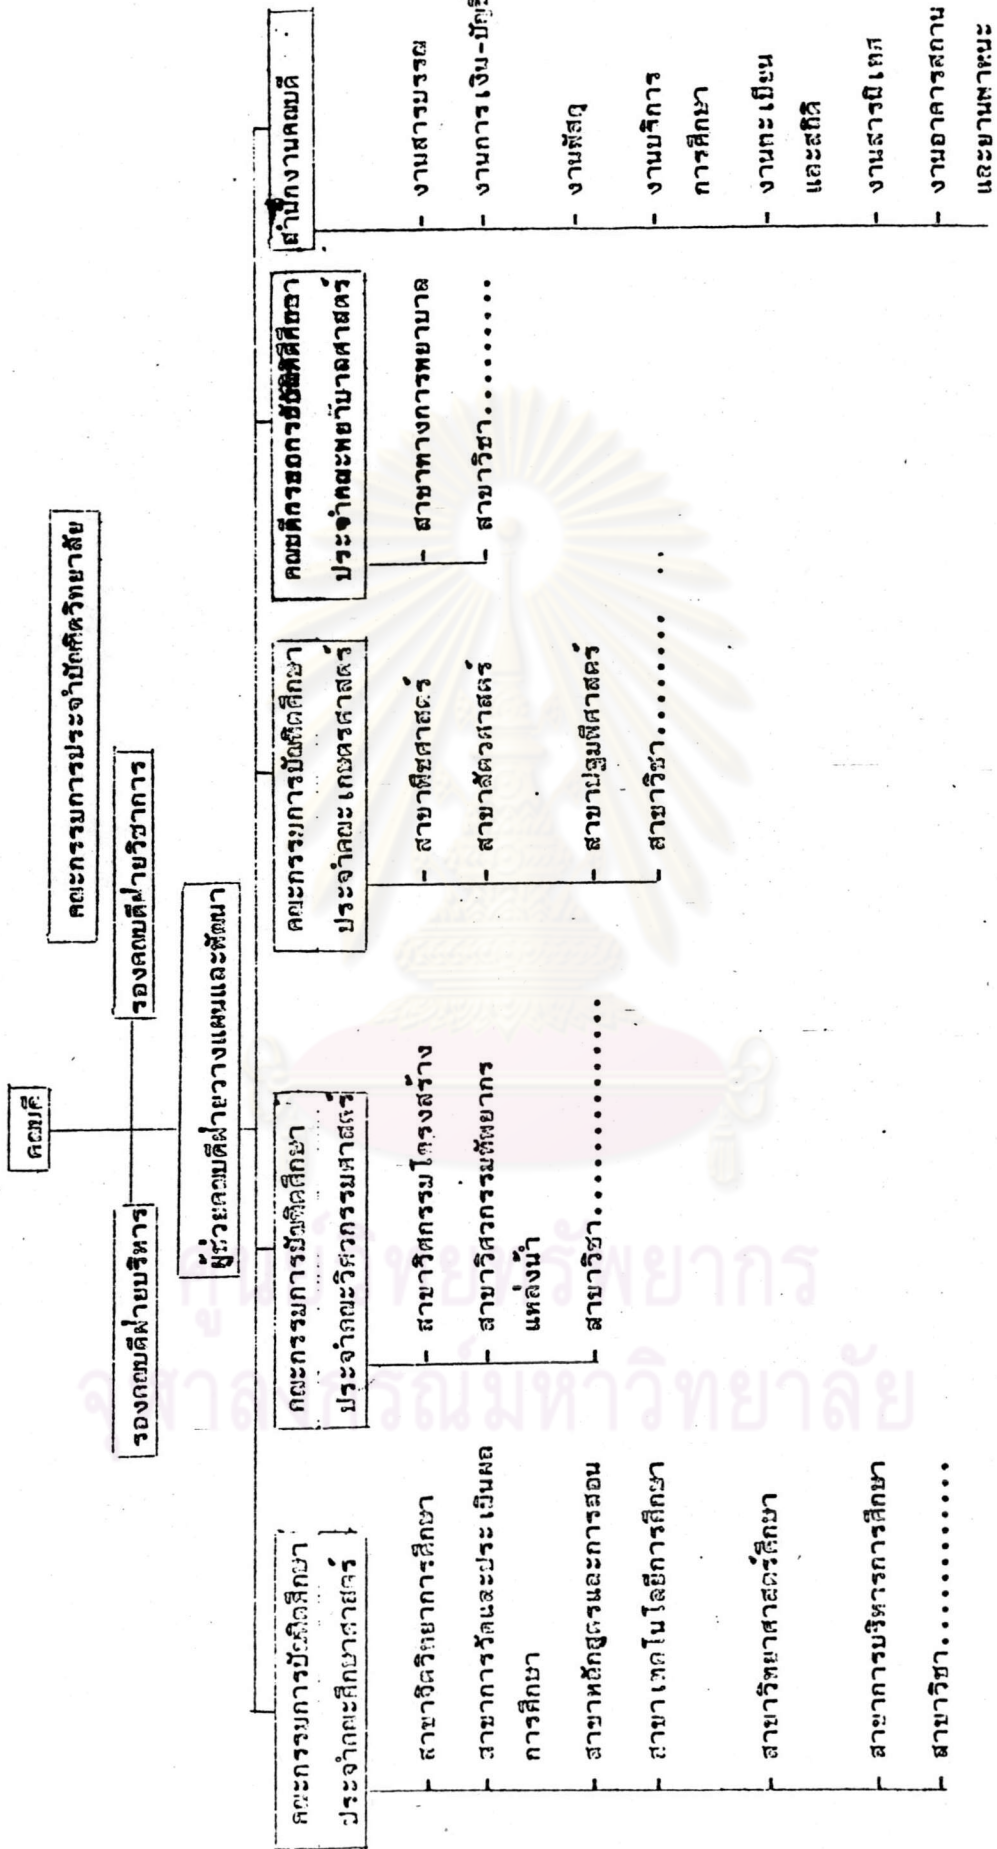 คณบดี
คณะกรรมการประจำบัณฑิตวิทยาลัย
รองคณบดีฝ่ายบริหาร
รองคณบดีฝ่ายวิชาการ
ผู้ช่วยคณบดีฝ่ายวางแผนและพัฒนา
คณะกรรมการบัณฑิตศึกษา
ประจำคณะศึกษาศาสตร์
- สาขาจิตวิทยาการศึกษา
- สาขาการวัดและประเมินผล
การศึกษา
- สาขาหลักสูตรและการสอน
- สาขาเทคโนโลยีการศึกษา
- สาขาวิทยาศาสตร์ศึกษา
- สาขาการบริหารการศึกษา
- สาขาวิชา............
คณะกรรมการบัณฑิตศึกษา
ประจำคณะวิศวกรรมศาสตร์
- สาขาวิศกรรมโครงสร้าง
- สาขาวิศวกรรมทรัพยากร
แหล่งน้ำ
- สาขาวิชา..................
คณะกรรมการบัณฑิตศึกษา
ประจำคณะเกษตรศาสตร์
- สาขาพืชศาสตร์
- สาขาสัตวศาสตร์
- สาขาปฐมพีศาสตร์
- สาขาวิชา......... ..
ประจำคณะพยาบาลศาสตร์
- สาขาทางการพยาบาล
- สาขาวิชา..........
สำนักงานคณบดี
- งานสารบรรณ
- งานการเงิน-บัญชี
- งานพัสดุ
- งานบริการ
การศึกษา
- งานทะเบียน
และสถิติ
- งานสารนิเทศ
- งานอาคารสถาน
และยานพาหนะ
ศูนย์วิทยทรัพยากร
จุฬาลงกรณ์มหาวิทยาลัย